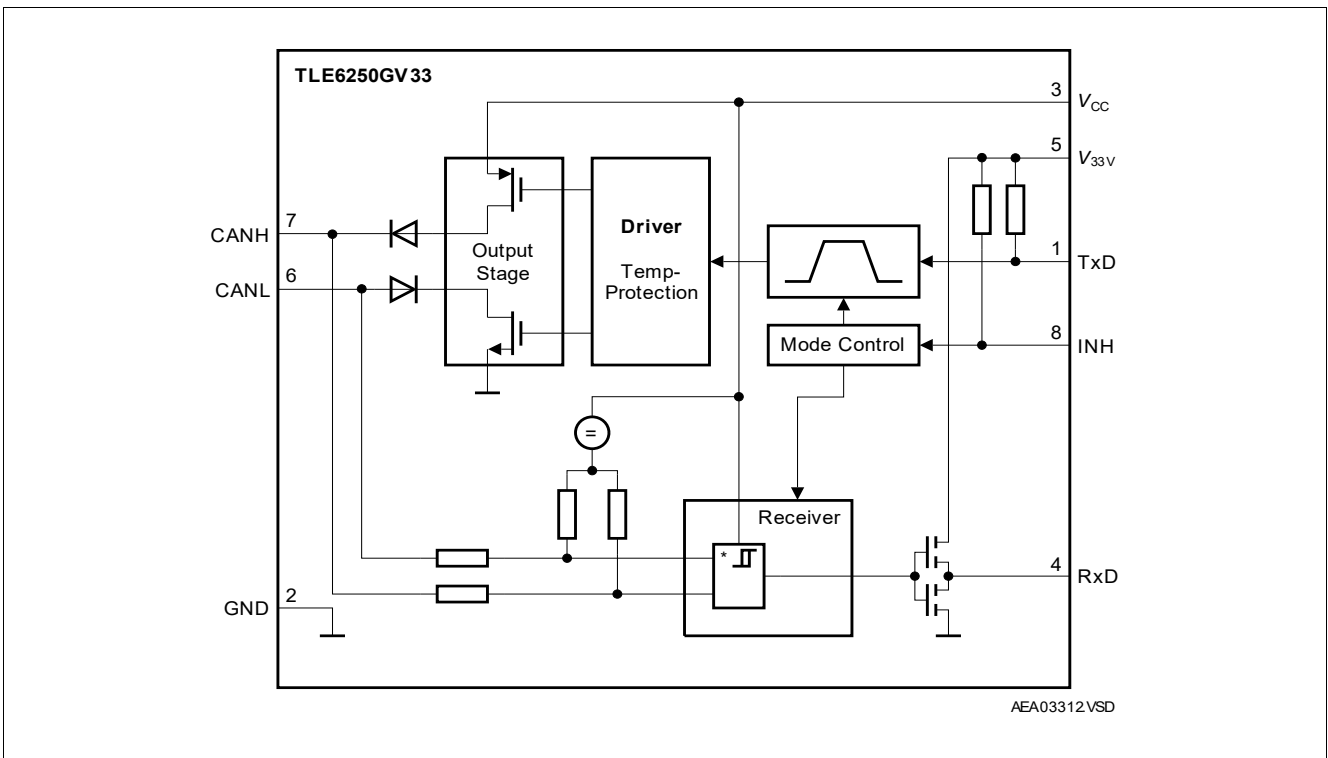 TLE6250GV33
3
VCC
5
V33V
7
CANH
Driver
Output
Stage
1
TxD
6
CANL
Temp-
Protection
8
INH
Mode Control
=
Receiver
*
4
RxD
2
GND
AEA03312.VSD